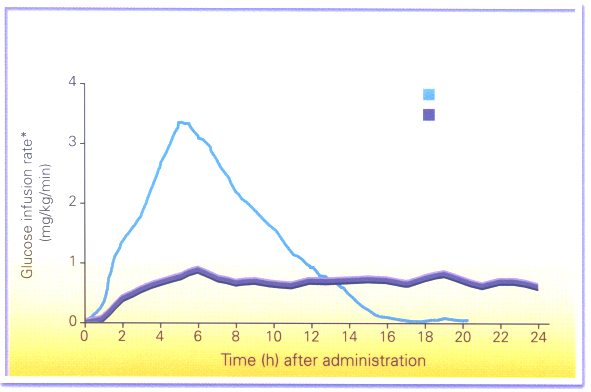 4
3
2
1
0
Glucose infusion rate*
(mg/kg/min)
0 2 4 6 8 10 12 14 16 18 20 22 24
Time (h) after administration